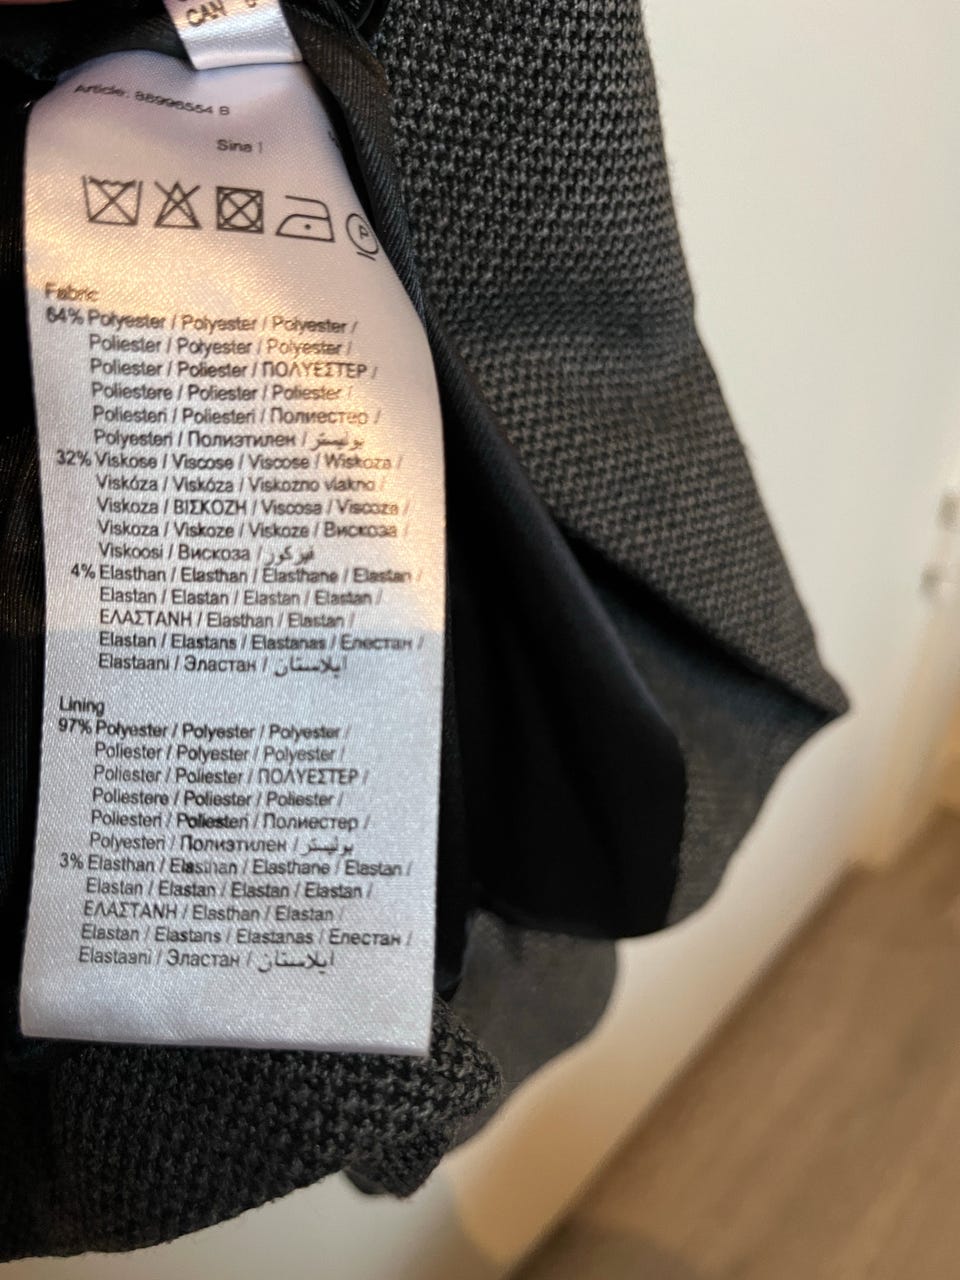 CAN
Article: 88996554 B
Sina 1
P
Fabric
64% Polyester / Polyester / Polyester /
Poliester / Polyester / Polyester /
Poliester / Poliester / ΠΟΛΥΕΣΤΕΡ /
Poliestere / Poliester / Poliester /
Poliesteri / Poliesteri / Полиестер /
Polyesteri / Полиэтилен / بوليستر
32% Viskose / Viscose / Viscose / Wiskoza /
Viskóza / Viskóza / Viskozno vlakno /
Viskoza / ΒΙΣΚΟΖΗ / Viscosa / Viscoza /
Viskoza / Viskoze / Viskoze / Вискоза /
Viskoosi / Вискоза / فيركوز
4% Elasthan / Elasthan / Elasthane / Elastan /
Elastan / Elastan / Elastan / Elastan /
ΕΛΑΣΤΑΝΗ / Elasthan / Elastan /
Elastan / Elastans / Elastanas / Елестан /
Elastaani / Эластан / ايلاستان
Lining
97% Polyester / Polyester / Polyester /
Poliester / Polyester / Polyester /
Poliester / Poliester / ΠΟΛΥΕΣΤΕΡ /
Poliestere / Poliester / Poliester /
Poliesteri / Poliesteri / Полиестер /
Polyesteri / Полиэтилен / بوليستر
3% Elasthan / Elasthan / Elasthane / Elastan /
Elastan / Elastan / Elastan / Elastan /
ΕΛΑΣΤΑΝΗ / Elasthan / Elastan /
Elastan / Elastans / Elastanas / Елестан /
Elastaani / Эластан / ايلاستان